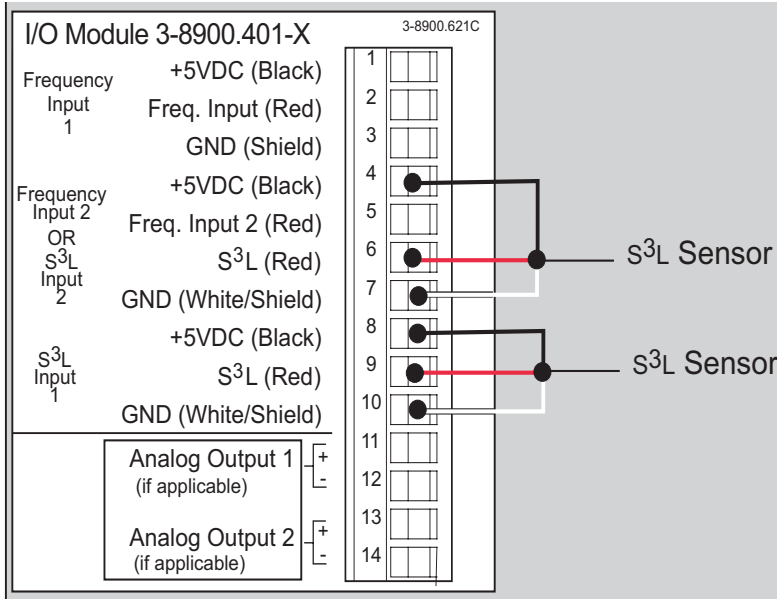 I/O Module 3-8900.401-X
3-8900.621C
Frequency
Input
1
+5VDC (Black)
1
Freq. Input (Red)
2
GND (Shield)
3
Frequency
Input 2
OR
S3L
Input
2
+5VDC (Black)
4
Freq. Input 2 (Red)
5
S3L (Red)
6
GND (White/Shield)
7
S3L Sensor
S3L
Input
1
+5VDC (Black)
8
S3L (Red)
9
GND (White/Shield)
10
S3L Sensor
Analog Output 1
(if applicable)
+
-
11
12
Analog Output 2
(if applicable)
+
-
13
14